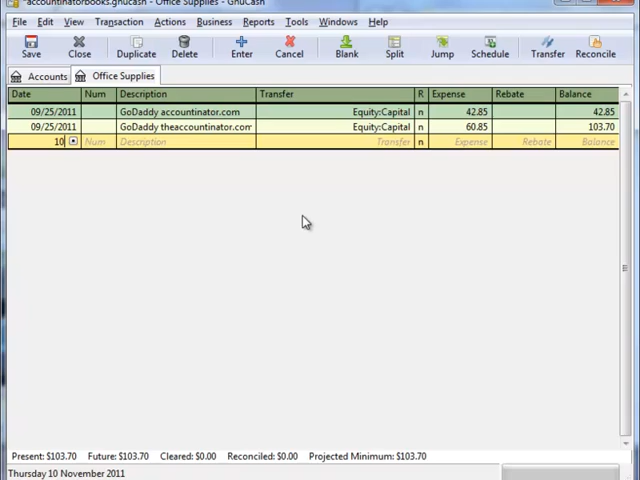 *accountinatorbooks.gnucash - Office Supplies - GnuCash
File Edit View Transaction Actions Business Reports Tools Windows Help
Save Close Duplicate Delete Enter Cancel Blank Split Jump Schedule Transfer Reconcile
Accounts Office Supplies
Date Num Description Transfer R Expense Rebate Balance
09/25/2011 GoDaddy accountinator.com Equity:Capital n 42.85 42.85
09/25/2011 GoDaddy theaccountinator.com Equity:Capital n 60.85 103.70
10 Num Description Transfer n Expense Rebate Balance
Present: $103.70 Future: $103.70 Cleared: $0.00 Reconciled: $0.00 Projected Minimum: $103.70
Thursday 10 November 2011